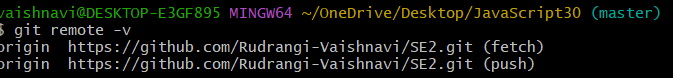 vaishnavi@DESKTOP-E3GF895 MINGW64 ~/OneDrive/Desktop/JavaScript30 (master)
$ git remote -v
origin  https://github.com/Rudrangi-Vaishnavi/SE2.git (fetch)
origin  https://github.com/Rudrangi-Vaishnavi/SE2.git (push)